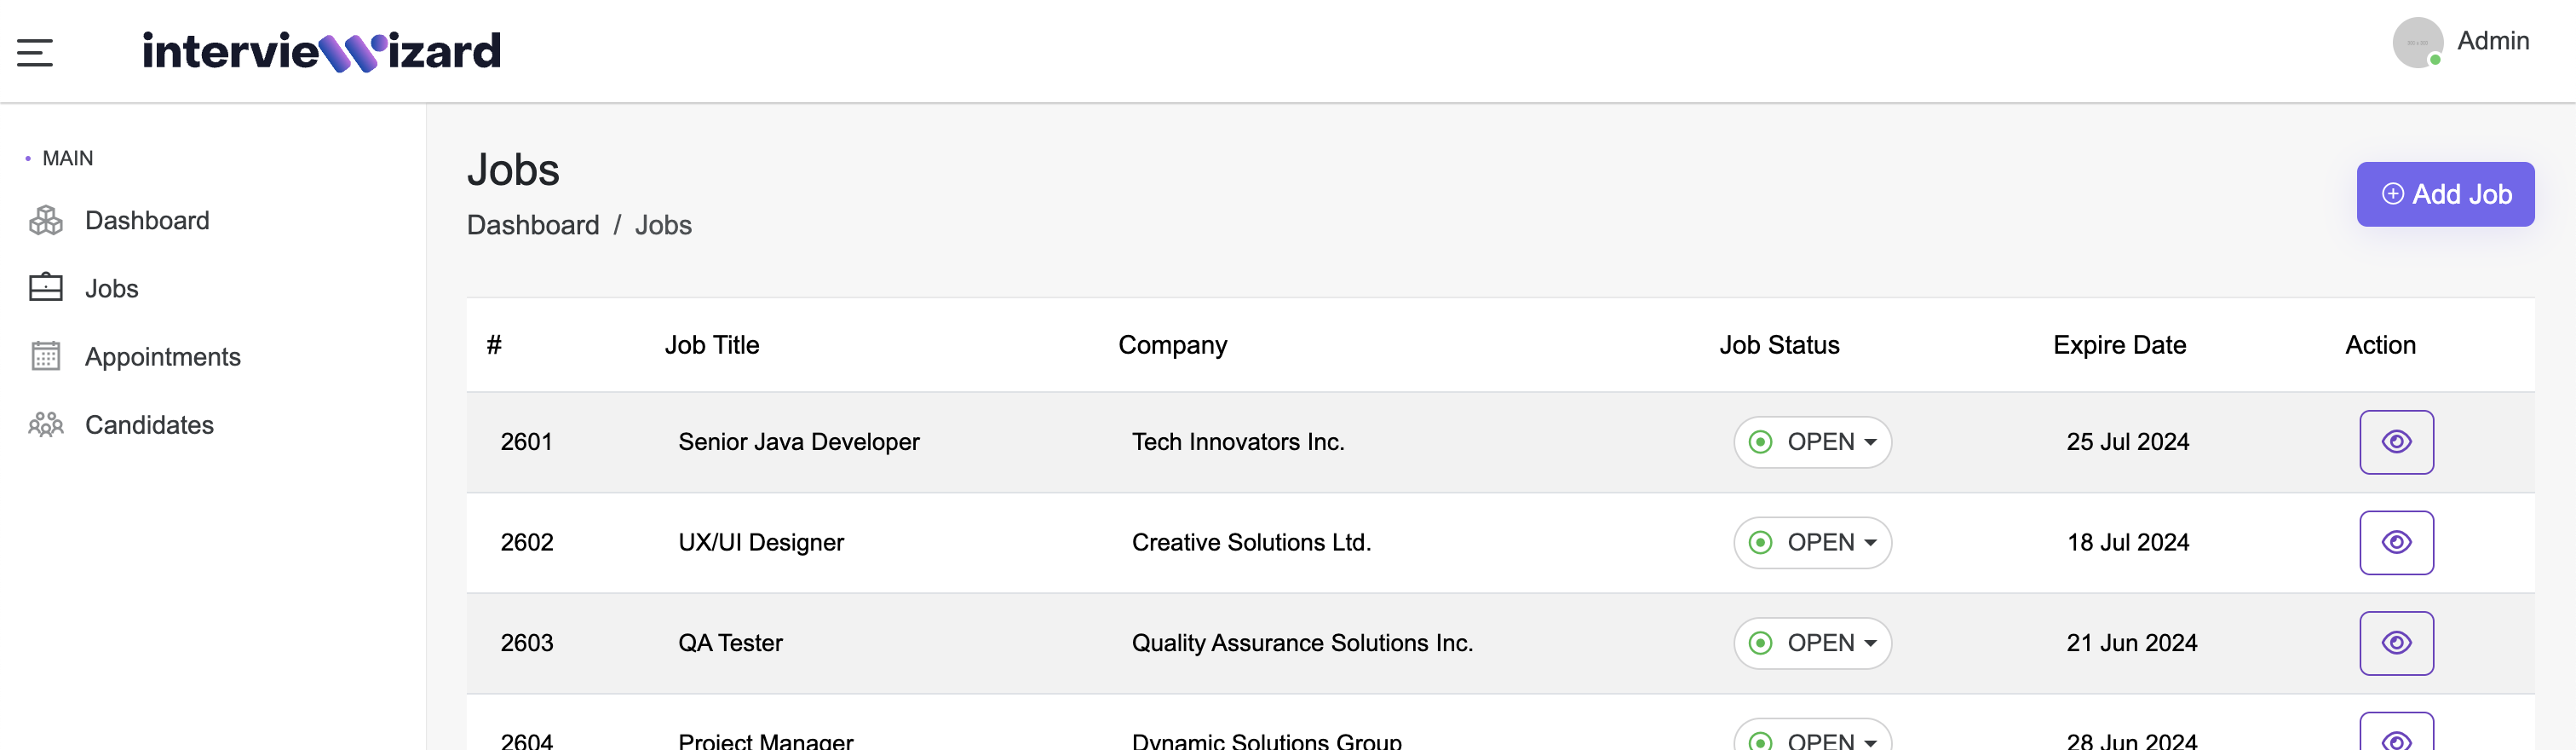 interviewizard
Admin
MAIN
Dashboard
Jobs
Appointments
Candidates
Jobs
Dashboard / Jobs
Add Job
# Job Title Company Job Status Expire Date Action
2601 Senior Java Developer Tech Innovators Inc. OPEN 25 Jul 2024
2602 UX/UI Designer Creative Solutions Ltd. OPEN 18 Jul 2024
2603 QA Tester Quality Assurance Solutions Inc. OPEN 21 Jun 2024
2604 Project Manager Dynamic Solutions Group OPEN 28 Jun 2024